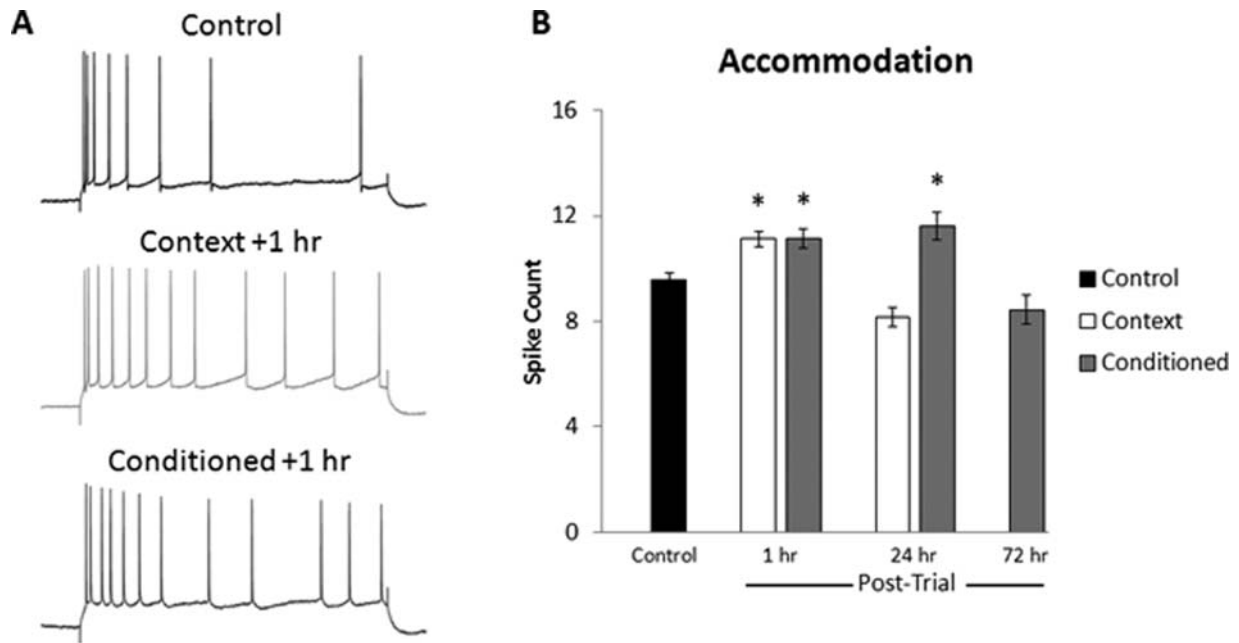 A
Control
Context +1 hr
Conditioned +1 hr
B
Accommodation
Spike Count
16
12
8
4
0
* * *
Control 1 hr 24 hr 72 hr
Post-Trial
Control
Context
Conditioned